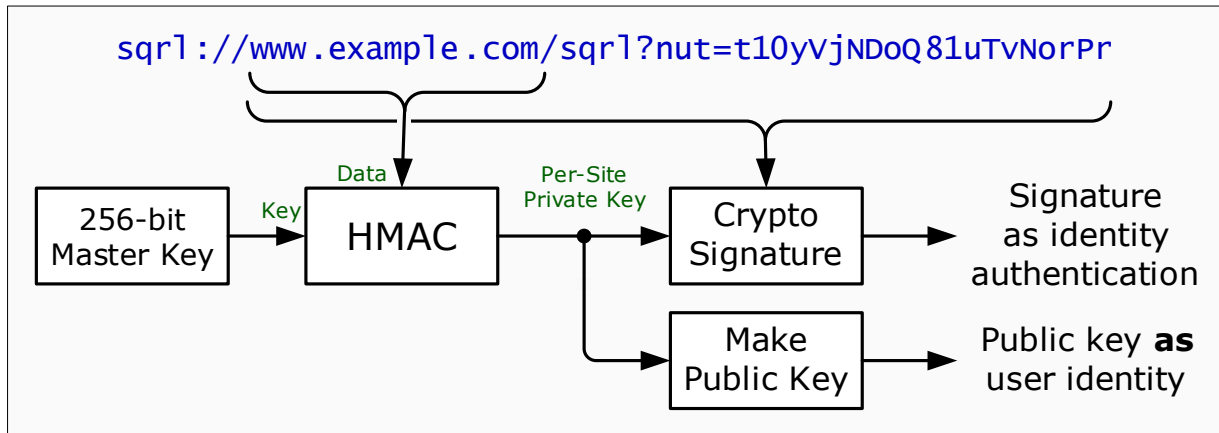 sqrl://www.example.com/sqrl?nut=t1OyVjNDoQ81uTvNorPr
Data
Per-Site
Private Key
256-bit
Master Key
Key
HMAC
Crypto
Signature
Signature
as identity
authentication
Make
Public Key
Public key as
user identity